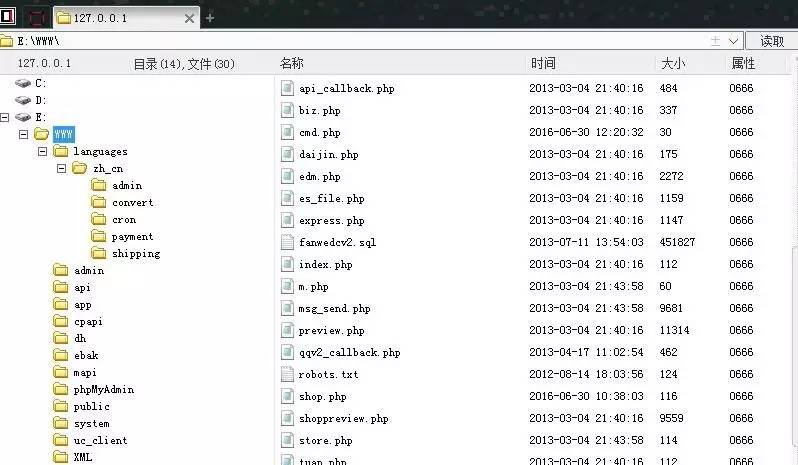 127.0.0.1
E:\WWW\ 读取
127.0.0.1 目录(14),文件(30) 名称 时间 大小 属性
C:
D:
E:
WWW
languages
zh_cn
admin
convert
cron
payment
shipping
admin
api
app
cpapi
dh
ebak
mapi
phpMyAdmin
public
system
uc_client
XML
api_callback.php 2013-03-04 21:40:16 484 0666
biz.php 2013-03-04 21:40:16 337 0666
cmd.php 2016-06-30 12:20:32 30 0666
daijin.php 2013-03-04 21:40:16 175 0666
edm.php 2013-03-04 21:40:16 2272 0666
es_file.php 2013-03-04 21:40:16 1159 0666
express.php 2013-03-04 21:40:16 1147 0666
fanwedcv2.sql 2013-07-11 13:54:03 451827 0666
index.php 2013-03-04 21:40:16 112 0666
m.php 2013-03-04 21:43:58 60 0666
msg_send.php 2013-03-04 21:43:58 9681 0666
preview.php 2013-03-04 21:40:16 11314 0666
qqv2_callback.php 2013-04-17 11:02:54 462 0666
robots.txt 2012-08-14 18:03:56 124 0666
shop.php 2016-06-30 10:38:03 116 0666
shoppreview.php 2013-03-04 21:40:16 9559 0666
store.php 2013-03-04 21:43:58 114 0666
tuan.php 2013-03-04 21:40:16 112 0666